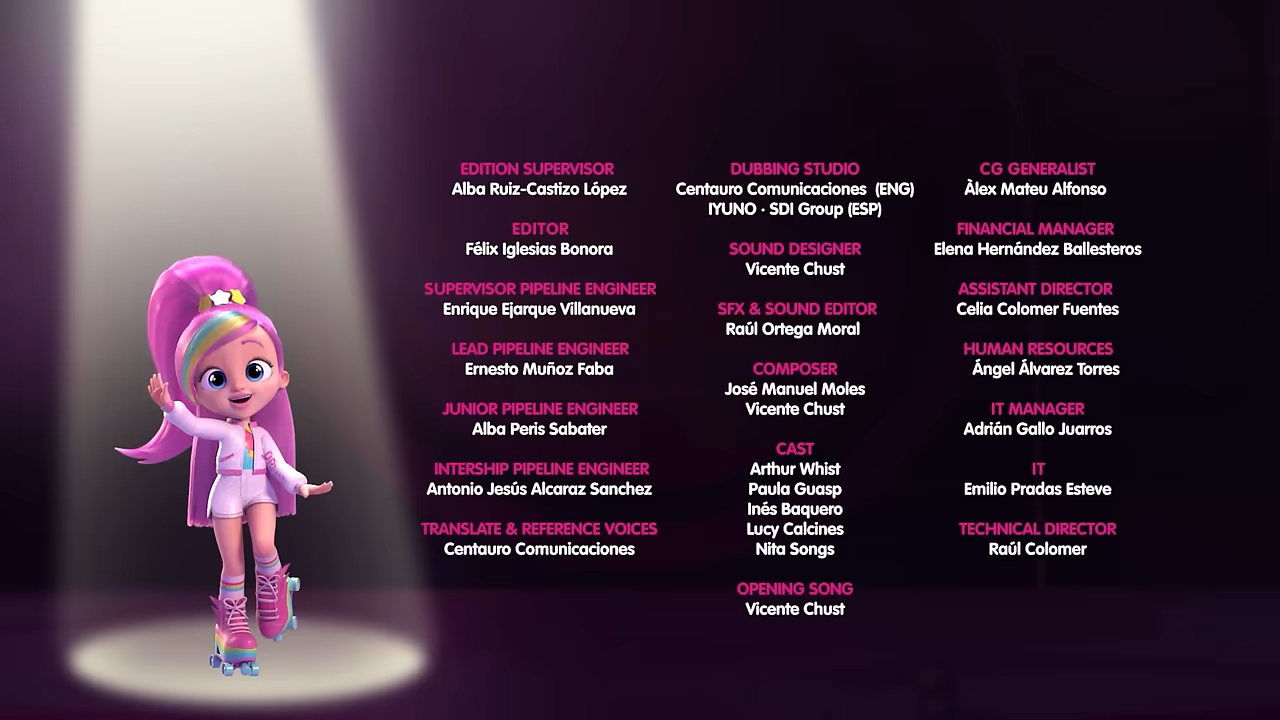 EDITION SUPERVISOR
Alba Ruiz-Castizo López
EDITOR
Félix Iglesias Bonora
SUPERVISOR PIPELINE ENGINEER
Enrique Ejarque Villanueva
LEAD PIPELINE ENGINEER
Ernesto Muñoz Faba
JUNIOR PIPELINE ENGINEER
Alba Peris Sabater
INTERSHIP PIPELINE ENGINEER
Antonio Jesús Alcaraz Sanchez
TRANSLATE & REFERENCE VOICES
Centauro Comunicaciones
DUBBING STUDIO
Centauro Comunicaciones (ENG)
IYUNO · SDI Group (ESP)
SOUND DESIGNER
Vicente Chust
SFX & SOUND EDITOR
Raúl Ortega Moral
COMPOSER
José Manuel Moles
Vicente Chust
CAST
Arthur Whist
Paula Guasp
Inés Baquero
Lucy Calcines
Nita Songs
OPENING SONG
Vicente Chust
CG GENERALIST
Àlex Mateu Alfonso
FINANCIAL MANAGER
Elena Hernández Ballesteros
ASSISTANT DIRECTOR
Celia Colomer Fuentes
HUMAN RESOURCES
Ángel Álvarez Torres
IT MANAGER
Adrián Gallo Juarros
IT
Emilio Pradas Esteve
TECHNICAL DIRECTOR
Raúl Colomer